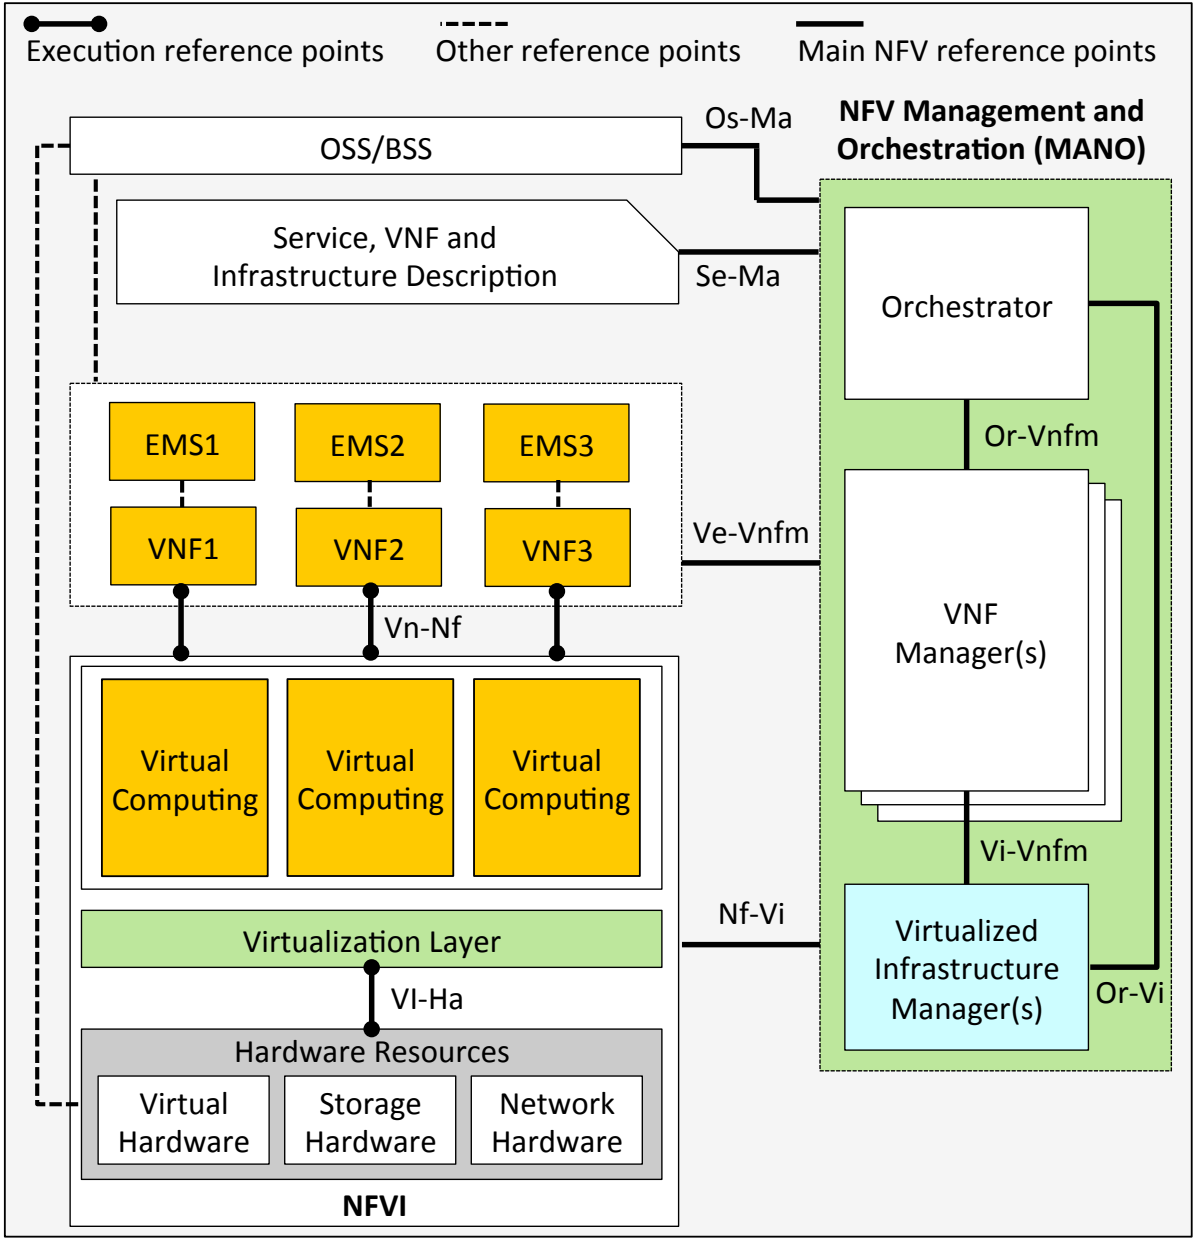 Execution reference points
Other reference points
Main NFV reference points
Os-Ma
NFV Management and
Orchestration (MANO)
OSS/BSS
Service, VNF and
Infrastructure Description
Se-Ma
Orchestrator
Or-Vnfm
EMS1
EMS2
EMS3
VNF1
VNF2
VNF3
Ve-Vnfm
Vn-Nf
VNF
Manager(s)
Virtual
Computing
Virtual
Computing
Virtual
Computing
Vi-Vnfm
Nf-Vi
Virtualization Layer
Virtualized
Infrastructure
Manager(s)
Or-Vi
VI-Ha
Hardware Resources
Virtual
Hardware
Storage
Hardware
Network
Hardware
NFVI